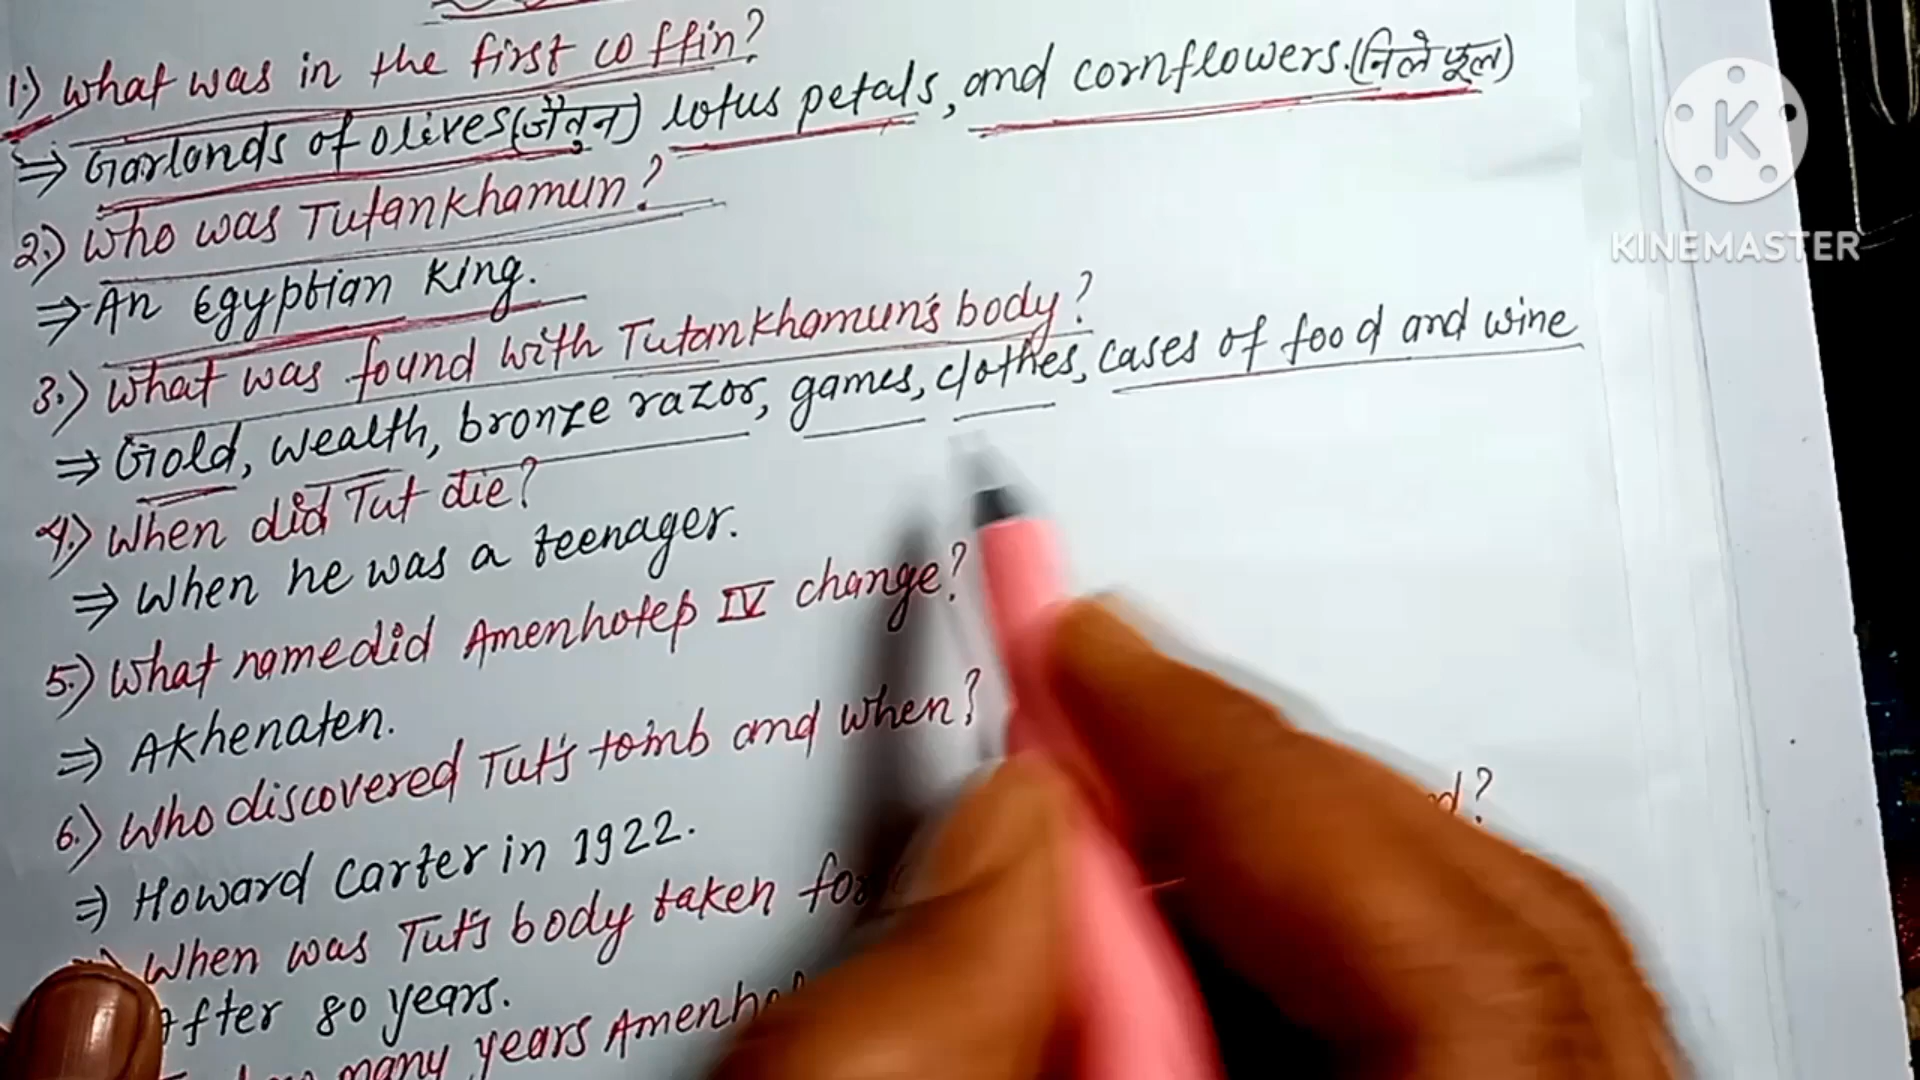 1.) What was in the first coffin?
⇒ Garlands of olives (जैतून) lotus petals, and cornflowers. (निले फूल)
2.) Who was Tutankhamun?
⇒ An Egyptian King.
3.) What was found with Tutankhamun's body?
⇒ Gold, wealth, bronze razor, games, clothes, cases of food and wine
4.) When did Tut die?
⇒ When he was a teenager.
5.) What name did Amenhotep IV change?
⇒ Akhenaten.
6.) Who discovered Tut's tomb and when?
⇒ Howard Carter in 1922.
When was Tut's body taken
After 80 years.
many years
K
KINEMASTER